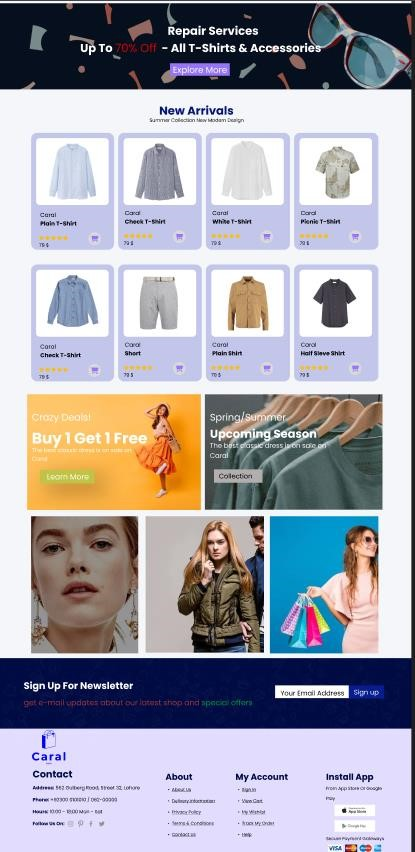 Repair Services
Up To 70% Off - All T-Shirts & Accessories
Explore More
New Arrivals
Summer Collection New Modern Design
Caral
Plain T-Shirt
79 $
Caral
Check T-Shirt
79 $
Caral
White T-Shirt
79 $
Caral
Picnic T-Shirt
79 $
Caral
Check T-Shirt
79 $
Caral
Short
79 $
Caral
Plain Shirt
79 $
Caral
Half Sleve Shirt
79 $
Crazy Deals!
Buy 1 Get 1 Free
The best classic dress is on sale on
Caral
Learn More
Spring/Summer
Upcoming Season
The best classic dress is on sale on
Caral
Collection
Sign Up For Newsletter
get e-mail updates about our latest shop and special offers
Your Email Address
Sign up
Caral
Contact
Address: 562 Gulberg Road, Street 32, Lahore
Phone: +92300 0101010 / 062-00000
Hours: 10:00 - 18:00 Mon - Sat
Follow Us On:
About
About Us
Delivery Information
Privacy Policy
Terms & Conditions
Contact Us
My Account
Sign In
View Cart
My Wishlist
Track My Order
Help
Install App
From App Store Or Google
Play
App Store
Google Play
Secure Payment Gateways
VISA